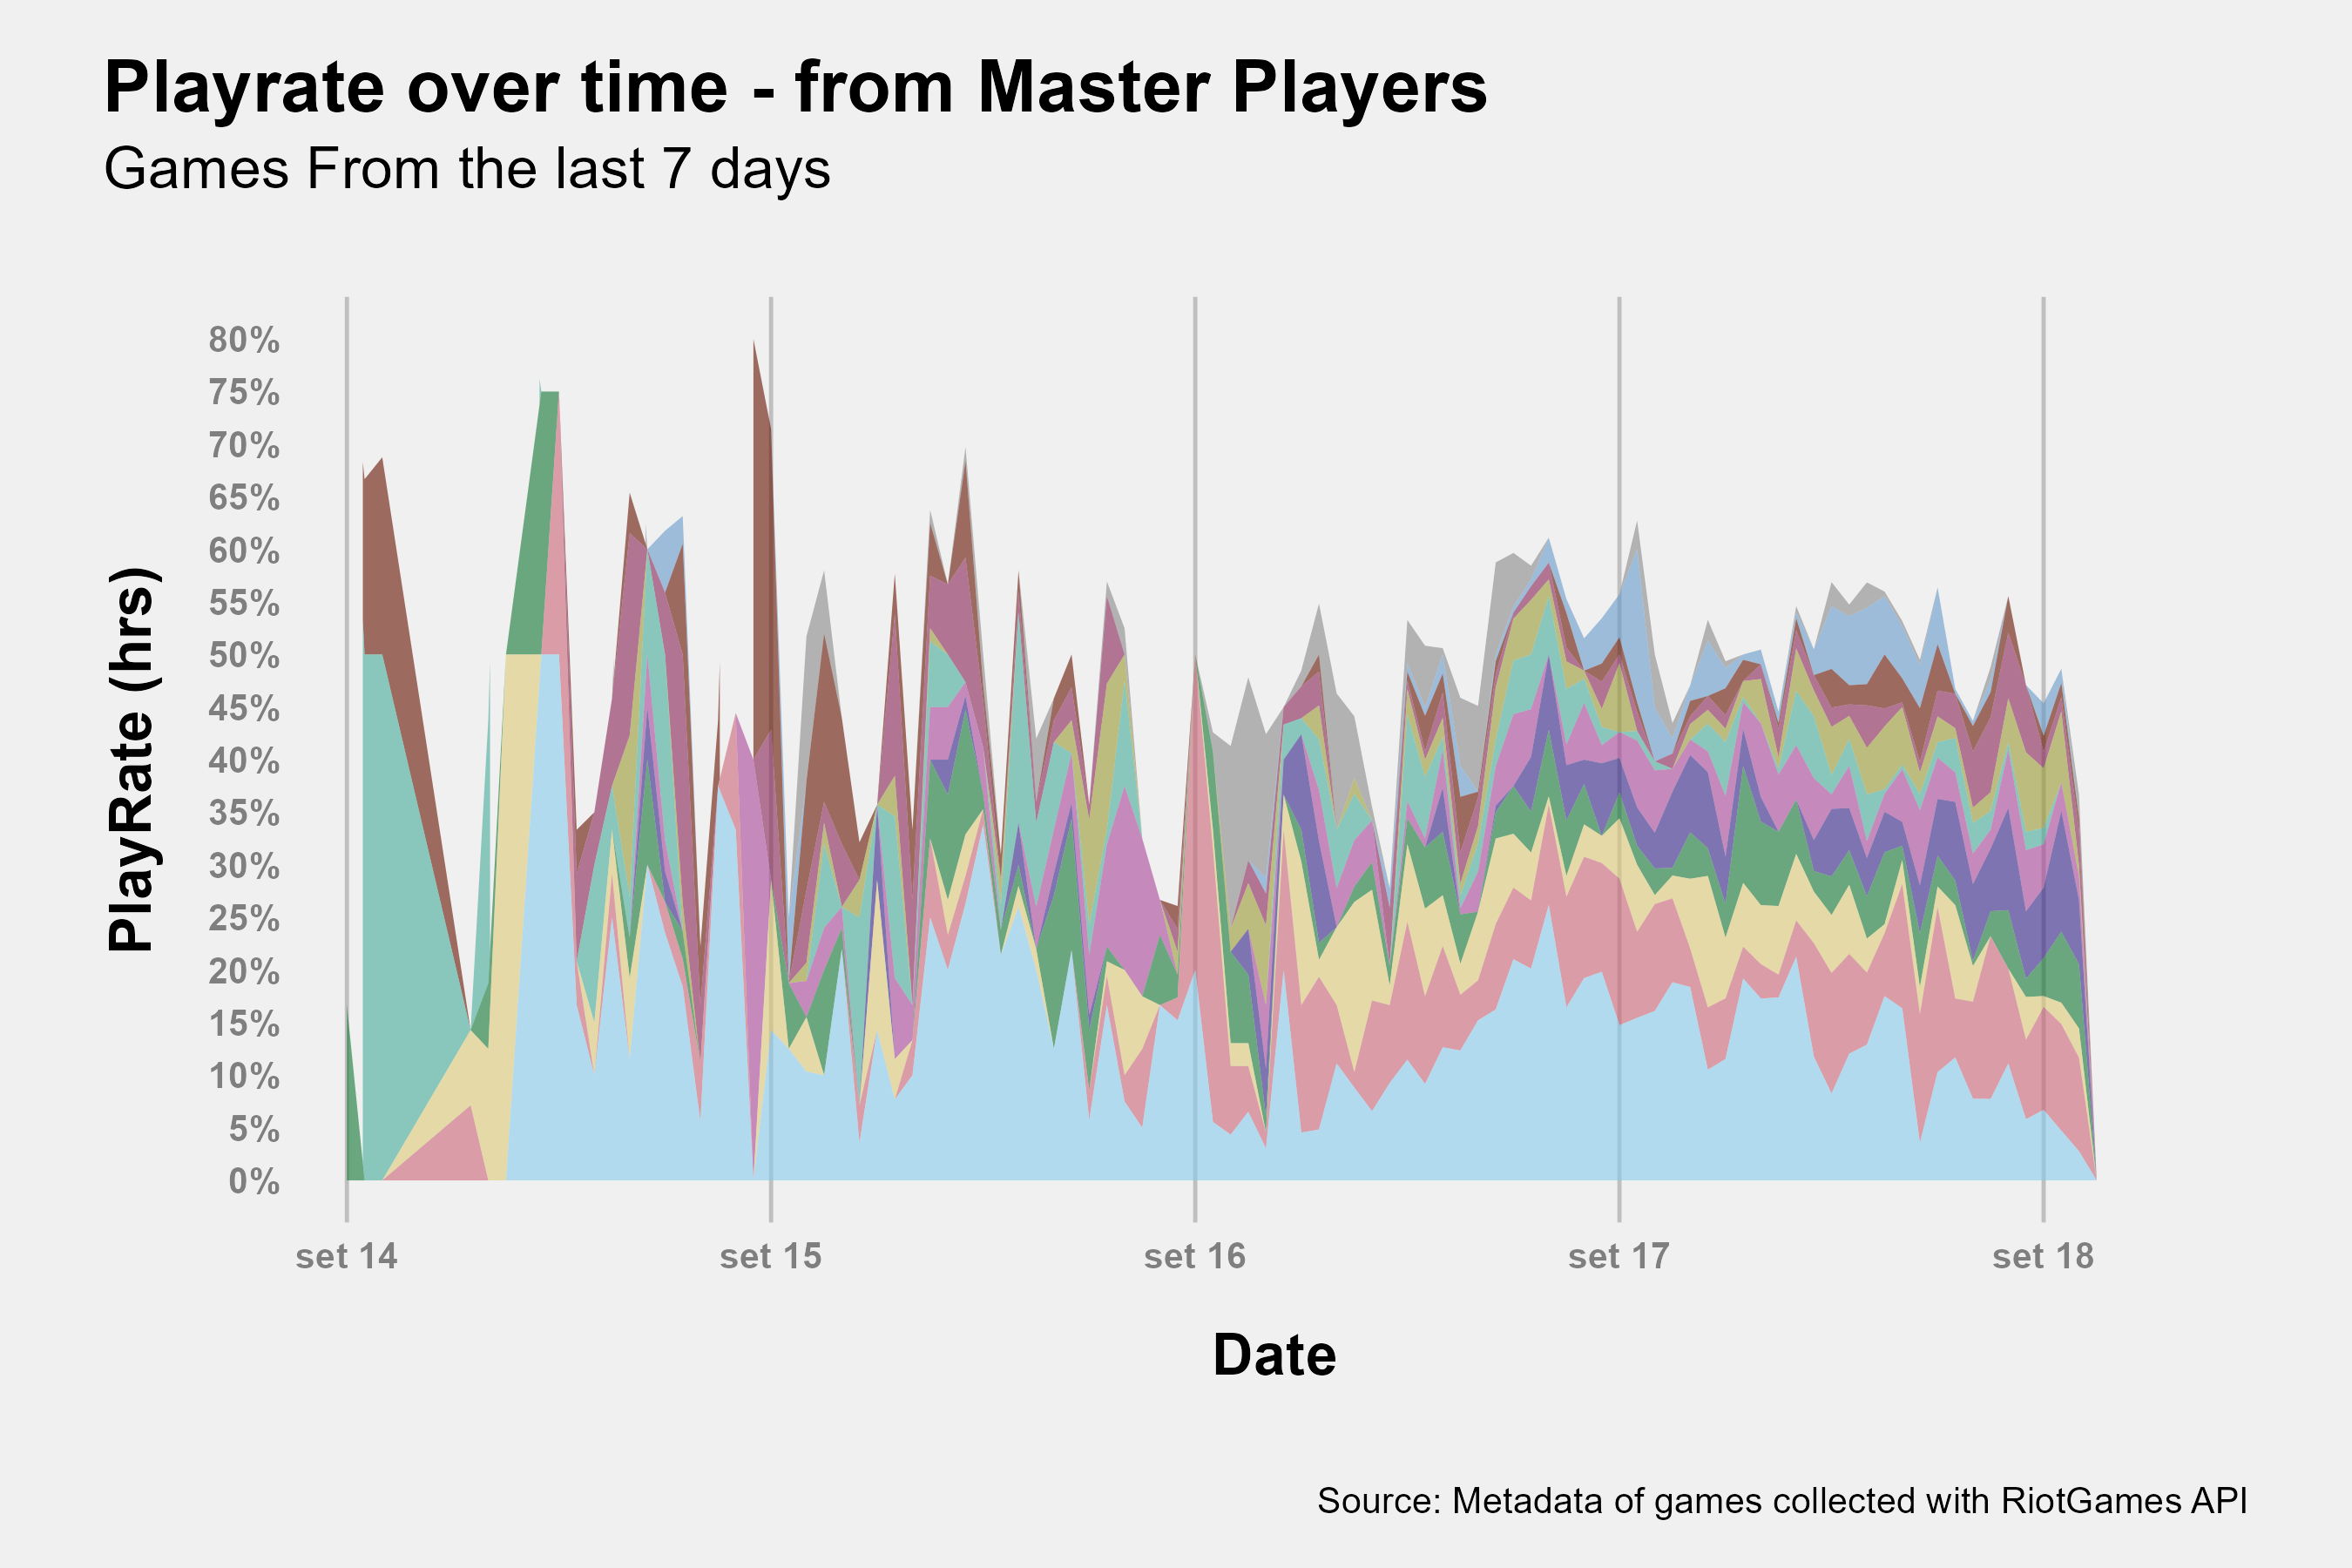 Playrate over time - from Master Players
Games From the last 7 days
PlayRate (hrs)
80%
75%
70%
65%
60%
55%
50%
45%
40%
35%
30%
25%
20%
15%
10%
5%
0%
set 14 set 15 set 16 set 17 set 18
Date
Source: Metadata of games collected with RiotGames API